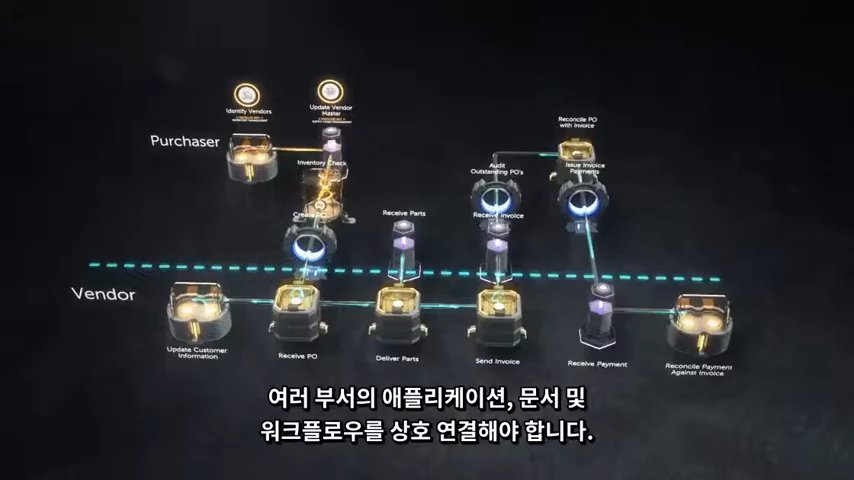 Identify Vendors
Update Vendor
Master
Reconcile PO
with Invoice
Purchaser
Inventory Check
Audit
Outstanding PO's
Issue Invoice
Payments
Create PO
Receive Parts
Receive Invoice
Vendor
Update Customer
Information
Receive PO
Deliver Parts
Send Invoice
Receive Payment
Reconcile Payment
Against Invoice
여러 부서의 애플리케이션, 문서 및
워크플로우를 상호 연결해야 합니다.